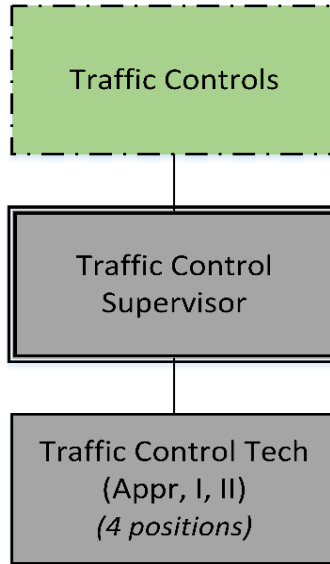 Traffic Controls
Traffic Control
Supervisor
Traffic Control Tech
(Appr, I, II)
(4 positions)